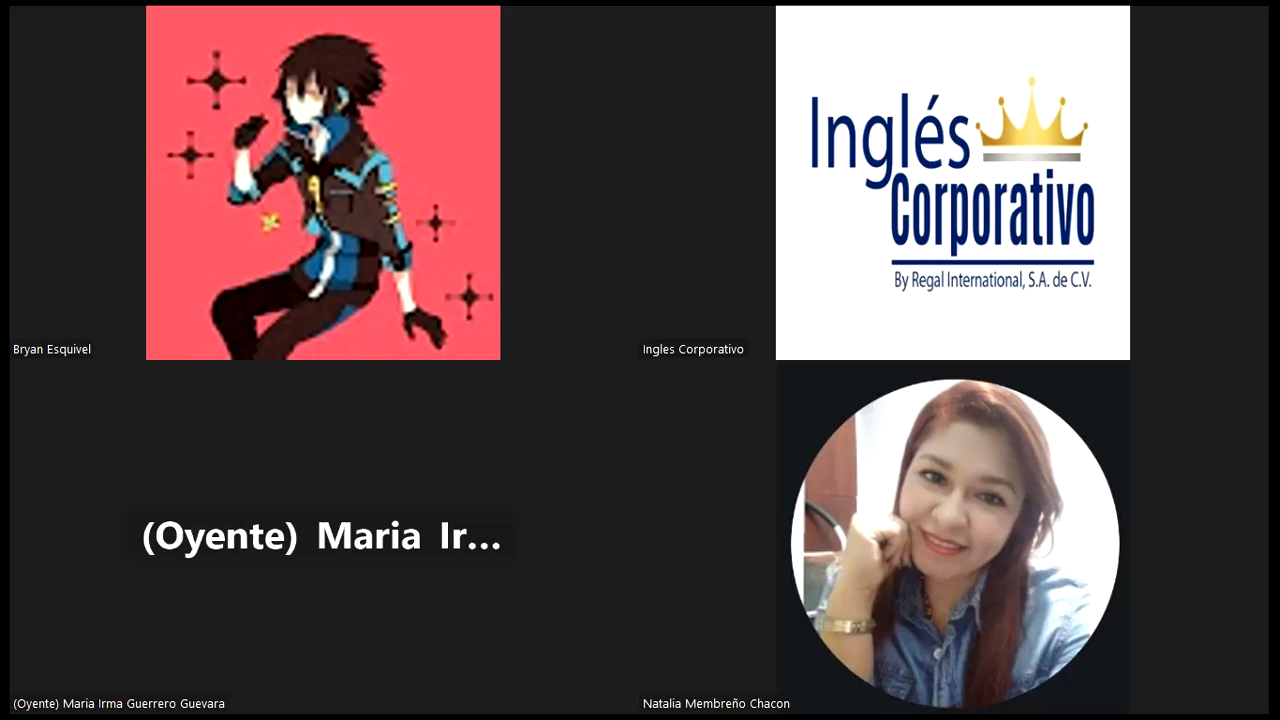 Inglés
Corporativo
By Regal International, S.A. de C.V.
Bryan Esquivel
Ingles Corporativo
(Oyente) Maria Ir...
(Oyente) Maria Irma Guerrero Guevara
Natalia Membreño Chacon